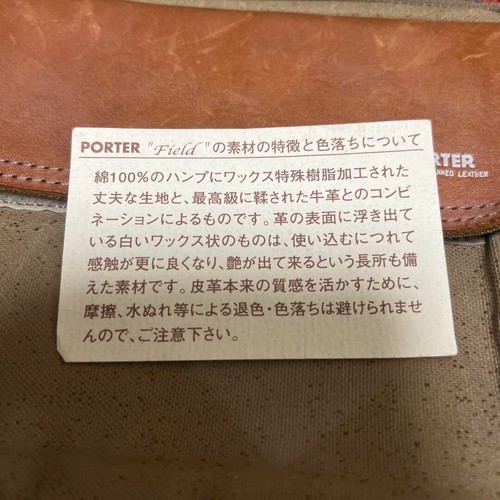 PORTER "Field" の素材の特徴と色落ちについて
綿100%のハンプにワックス特殊樹脂加工された
丈夫な生地と、最高級に鞣された牛革とのコンビ
ネーションによるものです。革の表面に浮き出て
いる白いワックス状のものは、使い込むにつれて
感触が更に良くなり、艶が出て来るという長所も備
えた素材です。皮革本来の質感を活かすために、
摩擦、水ぬれ等による退色・色落ちは避けられませ
んので、ご注意下さい。
RTER
NNED LEATHER